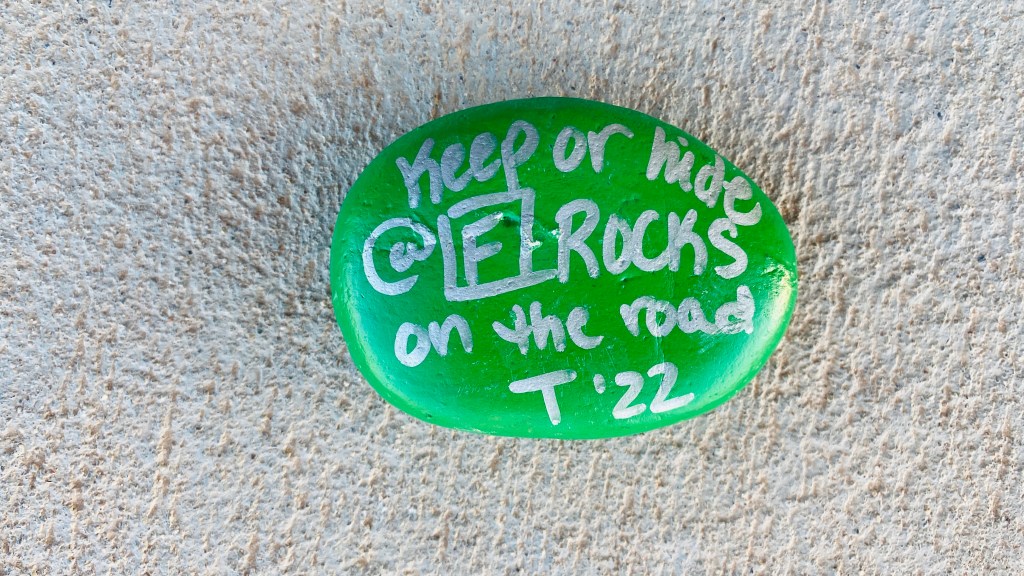 Keep or hide
@FROCKS
on the road
T '22